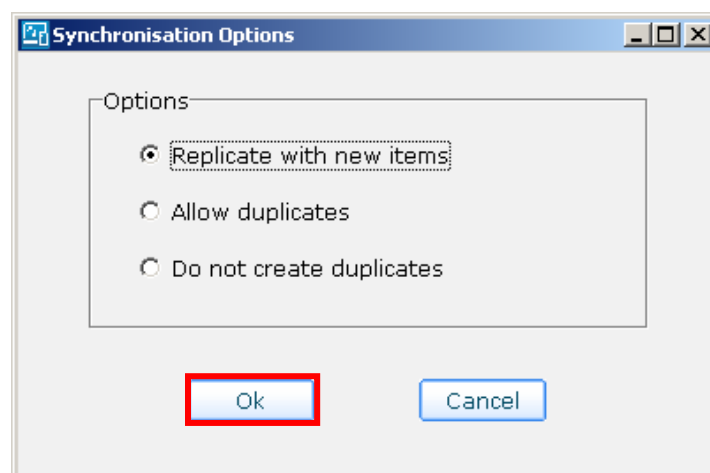 Synchronisation Options
Options
Replicate with new items
Allow duplicates
Do not create duplicates
Ok Cancel